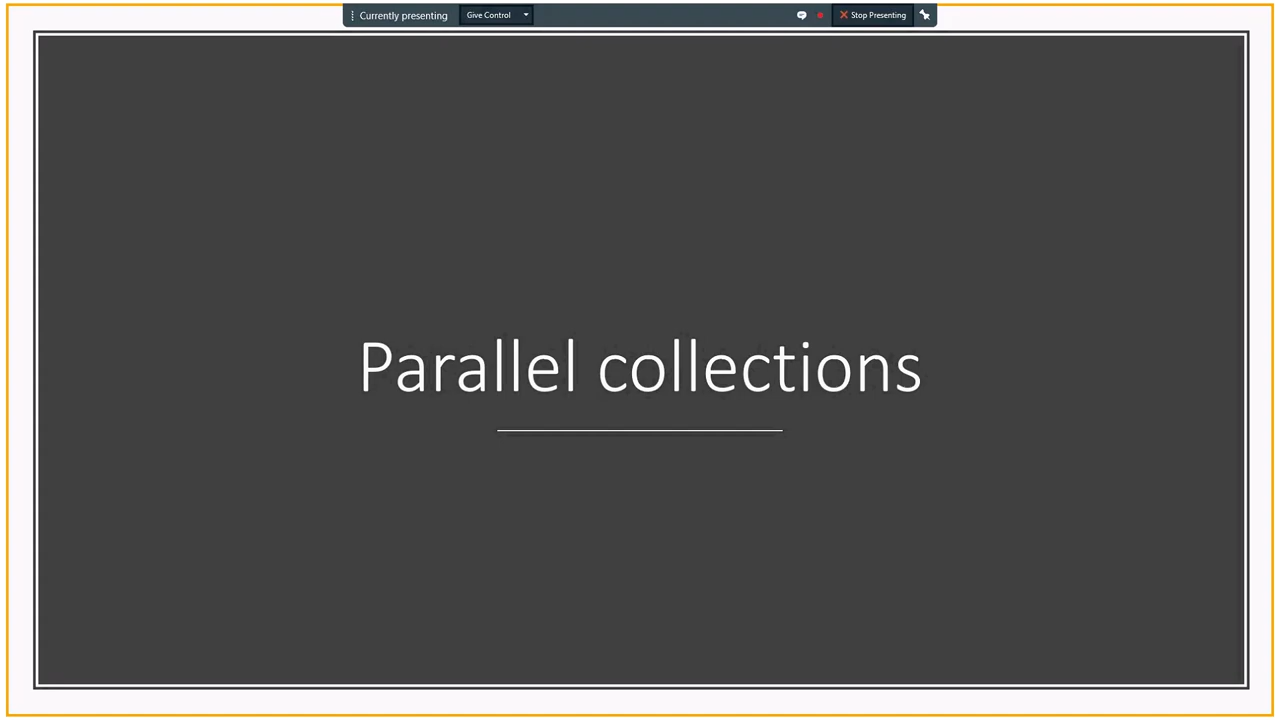 Currently presenting
Give Control
Stop Presenting
Parallel collections